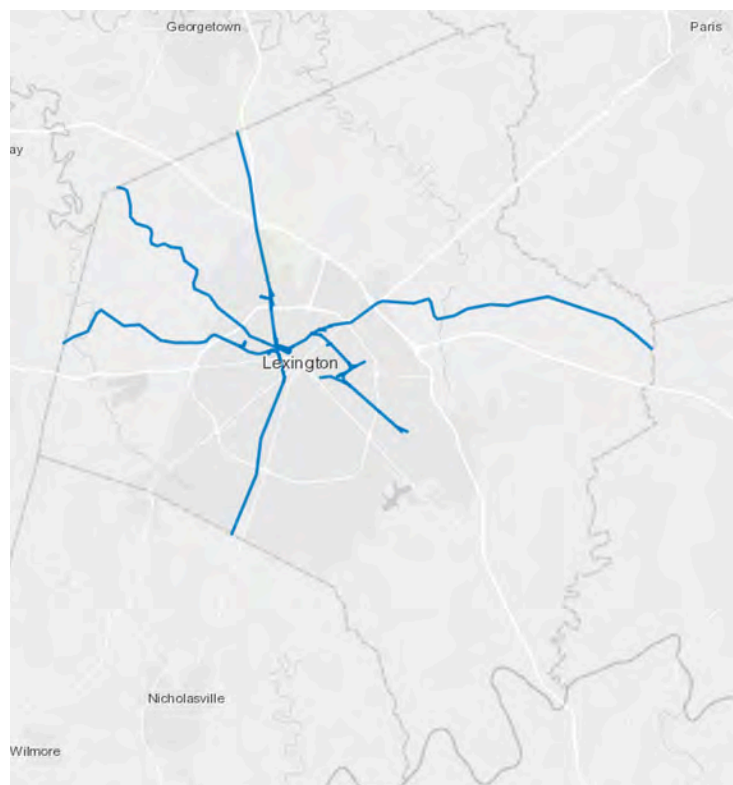 Georgetown
Paris
ay
Lexington
Nicholasville
Wilmore